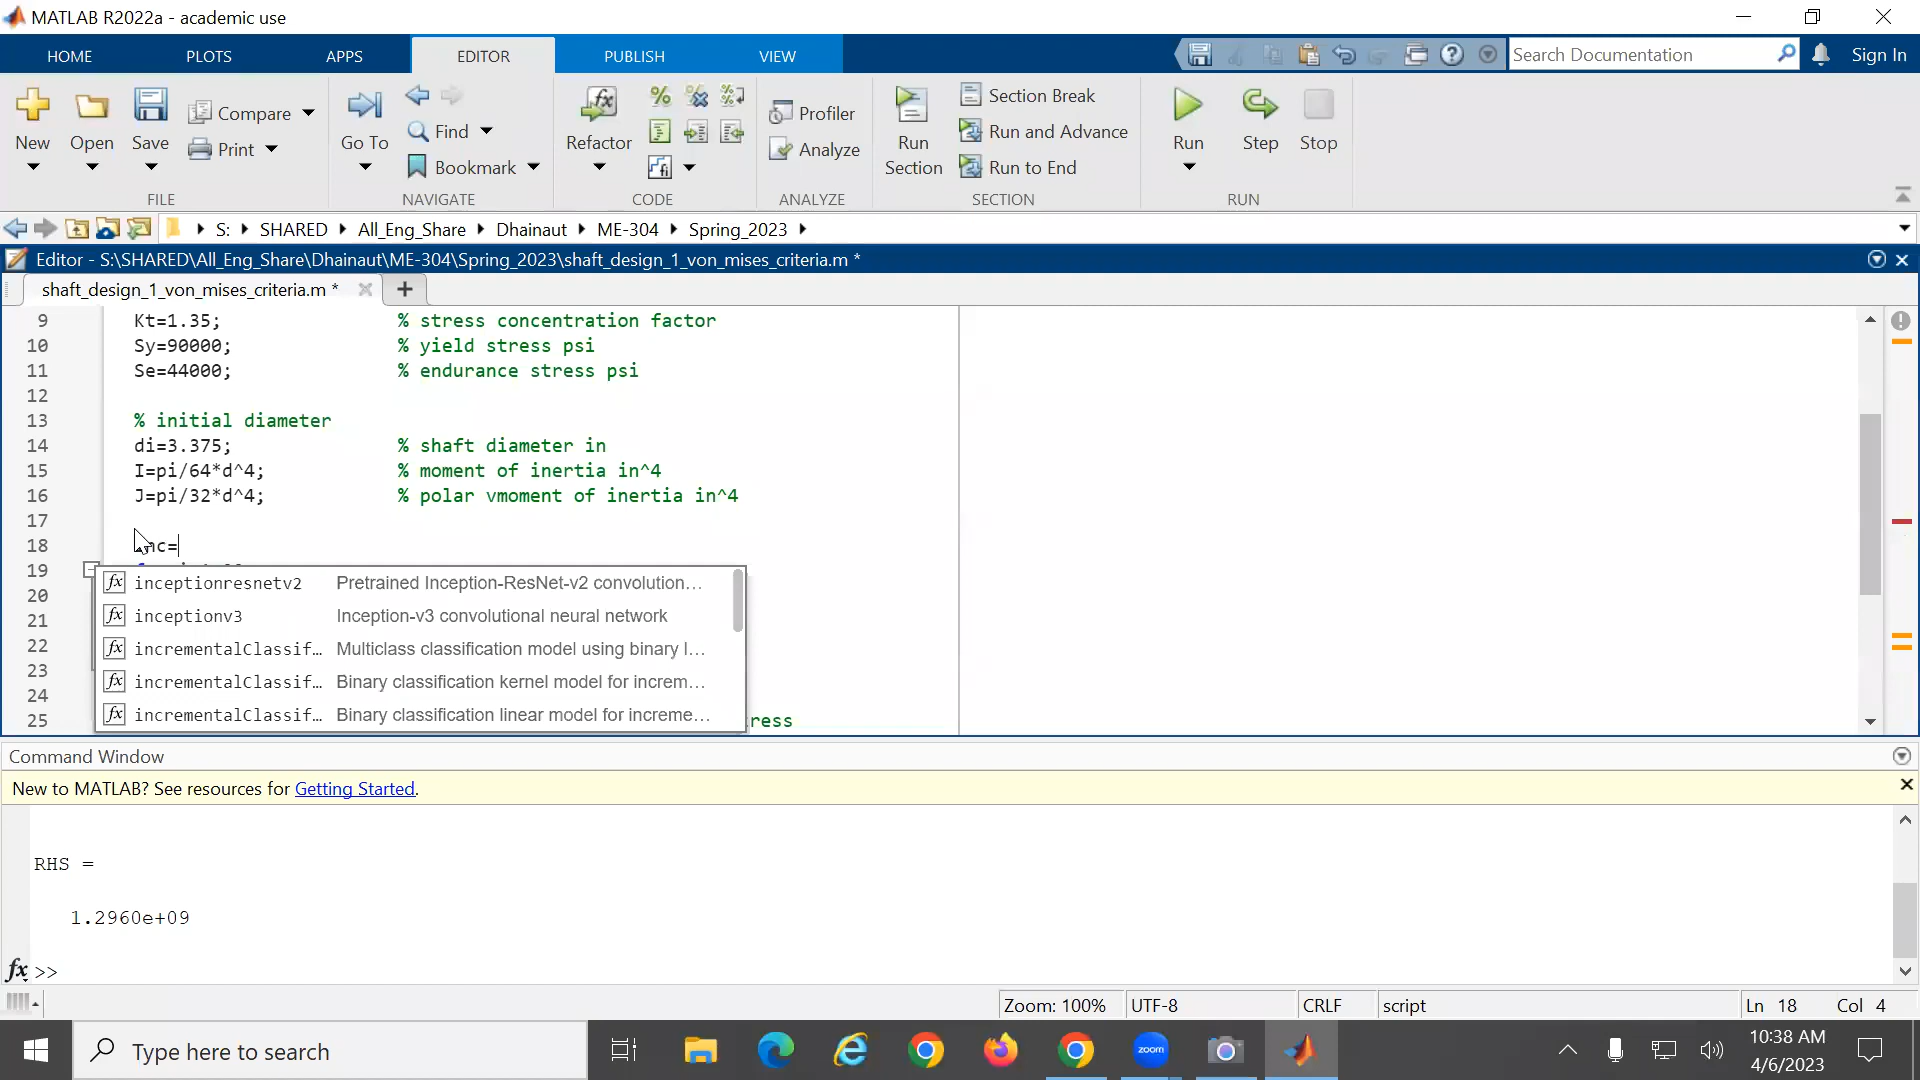 MATLAB R2022a - academic use
HOME PLOTS APPS EDITOR PUBLISH VIEW
Search Documentation
Sign In
New Open Save Compare Print
Go To Find Bookmark
Refactor
Profiler Analyze
Run Section
Section Break
Run and Advance
Run to End
Run Step Stop
FILE NAVIGATE CODE ANALYZE SECTION RUN
S: SHARED All_Eng_Share Dhainaut ME-304 Spring_2023
Editor - S:\SHARED\All_Eng_Share\Dhainaut\ME-304\Spring_2023\shaft_design_1_von_mises_criteria.m *
shaft_design_1_von_mises_criteria.m *
9 Kt=1.35; % stress concentration factor
10 Sy=90000; % yield stress psi
11 Se=44000; % endurance stress psi
12
13 % initial diameter
14 di=3.375; % shaft diameter in
15 I=pi/64*d^4; % moment of inertia in^4
16 J=pi/32*d^4; % polar vmoment of inertia in^4
17
18 nc=
19
20
21
22
23
24
25 ress
fx inceptionresnetv2 Pretrained Inception-ResNet-v2 convolution...
fx inceptionv3 Inception-v3 convolutional neural network
fx incrementalClassif... Multiclass classification model using binary l...
fx incrementalClassif... Binary classification kernel model for increm...
fx incrementalClassif... Binary classification linear model for increme...
Command Window
New to MATLAB? See resources for Getting Started.
RHS =
1.2960e+09
fx >>
Zoom: 100% UTF-8 CRLF script Ln 18 Col 4
Type here to search
zoom
10:38 AM
4/6/2023